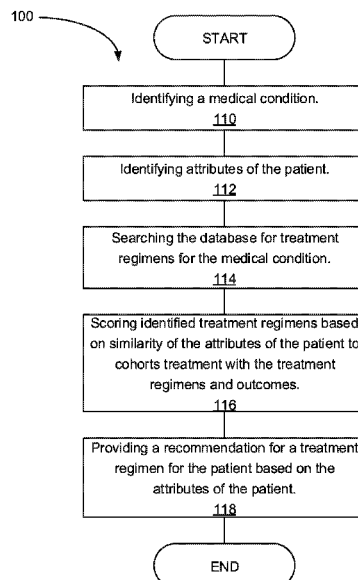 100
START
Identifying a medical condition.
110
Identifying attributes of the patient.
112
Searching the database for treatment
regimens for the medical condition.
114
Scoring identified treatment regimens based
on similarity of the attributes of the patient to
cohorts treatment with the treatment
regimens and outcomes.
116
Providing a recommendation for a treatment
regimen for the patient based on the
attributes of the patient.
118
END